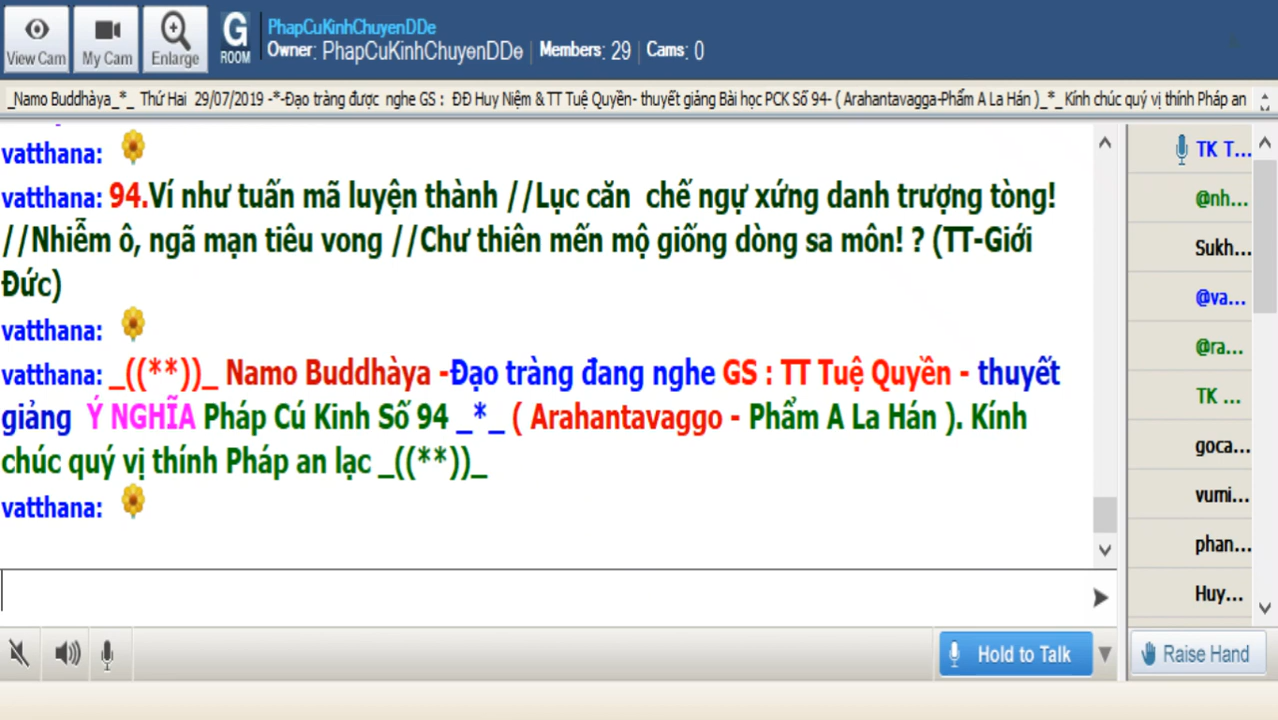 View Cam
My Cam
Enlarge
G
ROOM
PhapCuKinhChuyenDDe
Owner: PhapCuKinhChuyenDDe | Members: 29 | Cams: 0
_Namo Buddhàya_*_ Thứ Hai 29/07/2019 -*-Đạo tràng được nghe GS : ĐĐ Huy Niệm & TT Tuệ Quyền- thuyết giảng Bài học PCK Số 94- ( Arahantavagga-Phẩm A La Hán )_*_ Kính chúc quý vị thính Pháp an
vatthana:
vatthana: 94.Ví như tuấn mã luyện thành //Lục căn chế ngự xứng danh trượng tòng!
//Nhiễm ô, ngã mạn tiêu vong //Chư thiên mến mộ giống dòng sa môn! ? (TT-Giới
Đức)
vatthana:
vatthana: _((**))_ Namo Buddhàya -Đạo tràng đang nghe GS : TT Tuệ Quyền - thuyết
giảng Ý NGHĨA Pháp Cú Kinh Số 94 _*_ ( Arahantavaggo - Phẩm A La Hán ). Kính
chúc quý vị thính Pháp an lạc _((**))_
vatthana:
TK T...
@nh...
Sukh...
@va...
@ra...
TK ...
goca...
vumi...
phan...
Huy...
Hold to Talk
Raise Hand